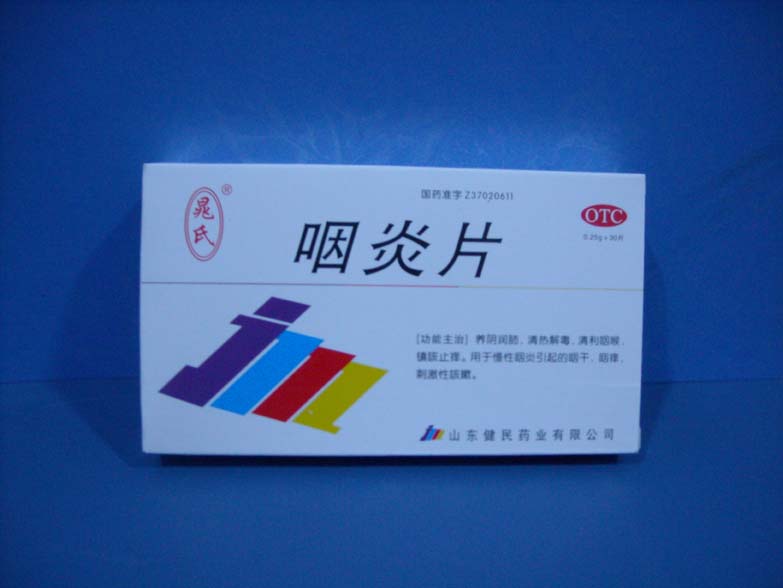 晁氏®
国药准字Z37020611
OTC
0.25g×30片
咽炎片
[功能主治] 养阴润肺，清热解毒，清利咽喉，
镇咳止痒。用于慢性咽炎引起的咽干，咽痒，
刺激性咳嗽。
山东健民药业有限公司